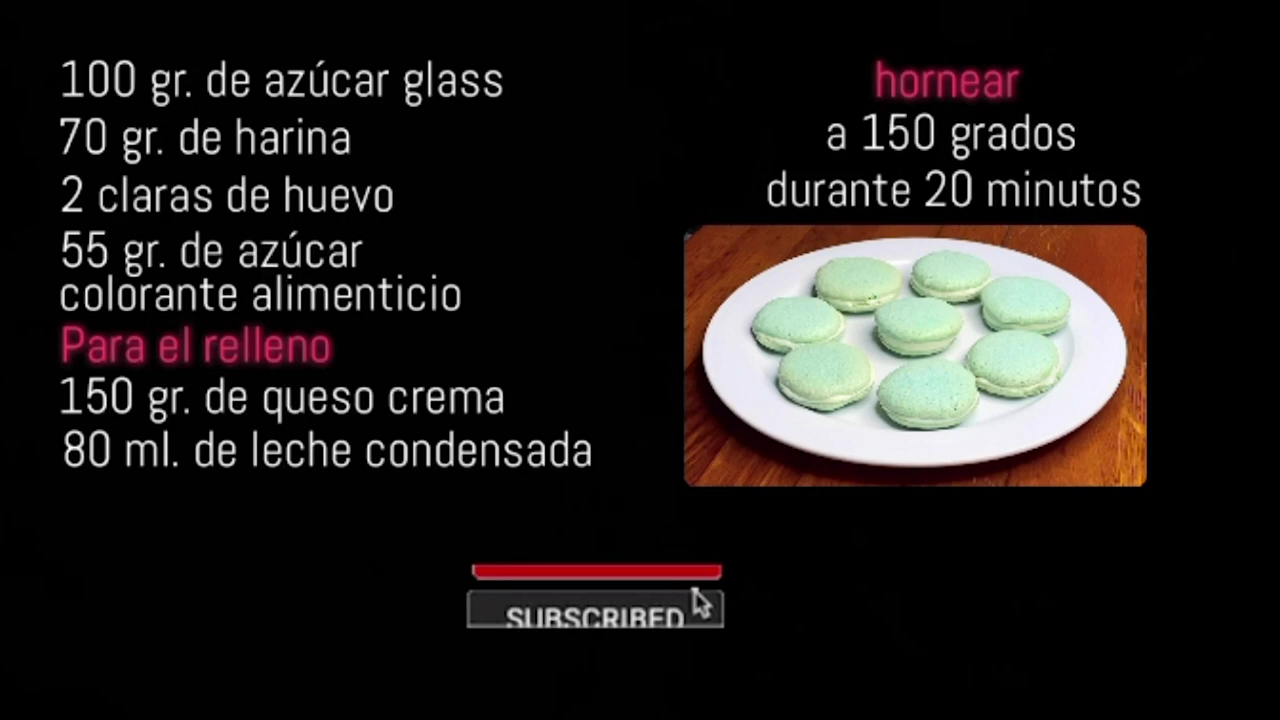 100 gr. de azúcar glass
70 gr. de harina
2 claras de huevo
55 gr. de azúcar
colorante alimenticio
Para el relleno
150 gr. de queso crema
80 ml. de leche condensada
hornear
a 150 grados
durante 20 minutos
SUBSCRIBED